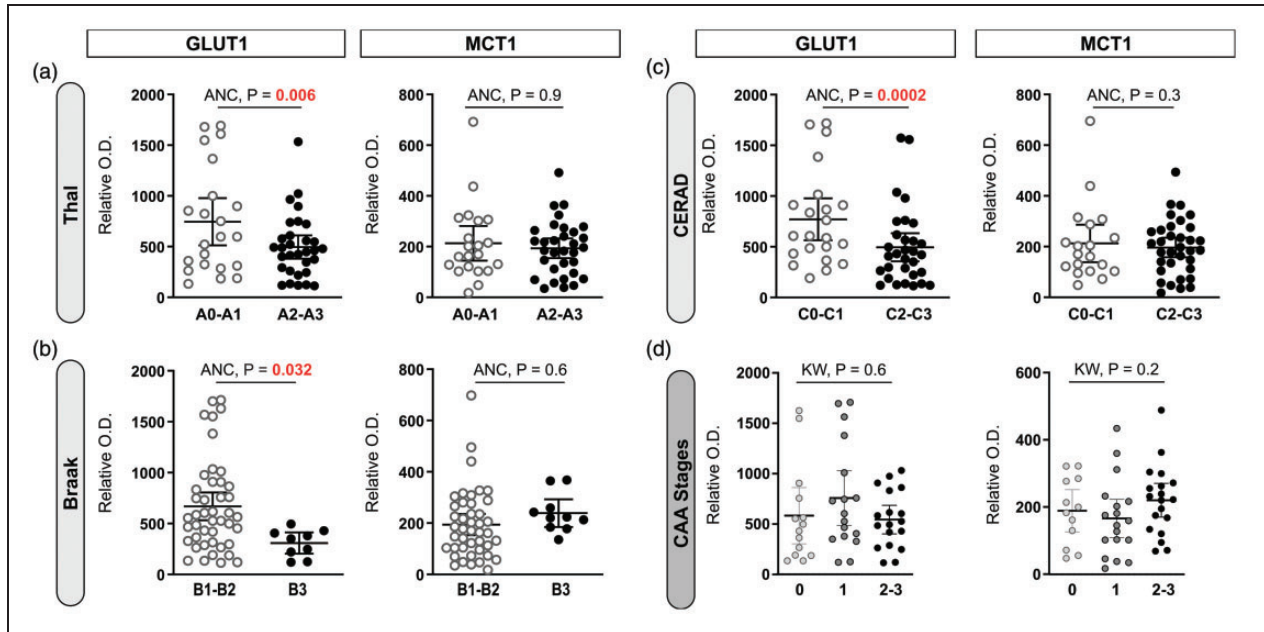 GLUT1
MCT1
GLUT1
MCT1
(a)
Thal
Relative O.D.
2000
1500
1000
500
0
ANC, P = 0.006
A0-A1
A2-A3
Relative O.D.
800
600
400
200
0
ANC, P = 0.9
A0-A1
A2-A3
(c)
CERAD
Relative O.D.
2000
1500
1000
500
0
ANC, P = 0.0002
C0-C1
C2-C3
Relative O.D.
800
600
400
200
0
ANC, P = 0.3
C0-C1
C2-C3
(b)
Braak
Relative O.D.
2000
1500
1000
500
0
ANC, P = 0.032
B1-B2
B3
Relative O.D.
800
600
400
200
0
ANC, P = 0.6
B1-B2
B3
(d)
CAA Stages
Relative O.D.
2000
1500
1000
500
0
KW, P = 0.6
0
1
2-3
Relative O.D.
600
400
200
0
KW, P = 0.2
0
1
2-3